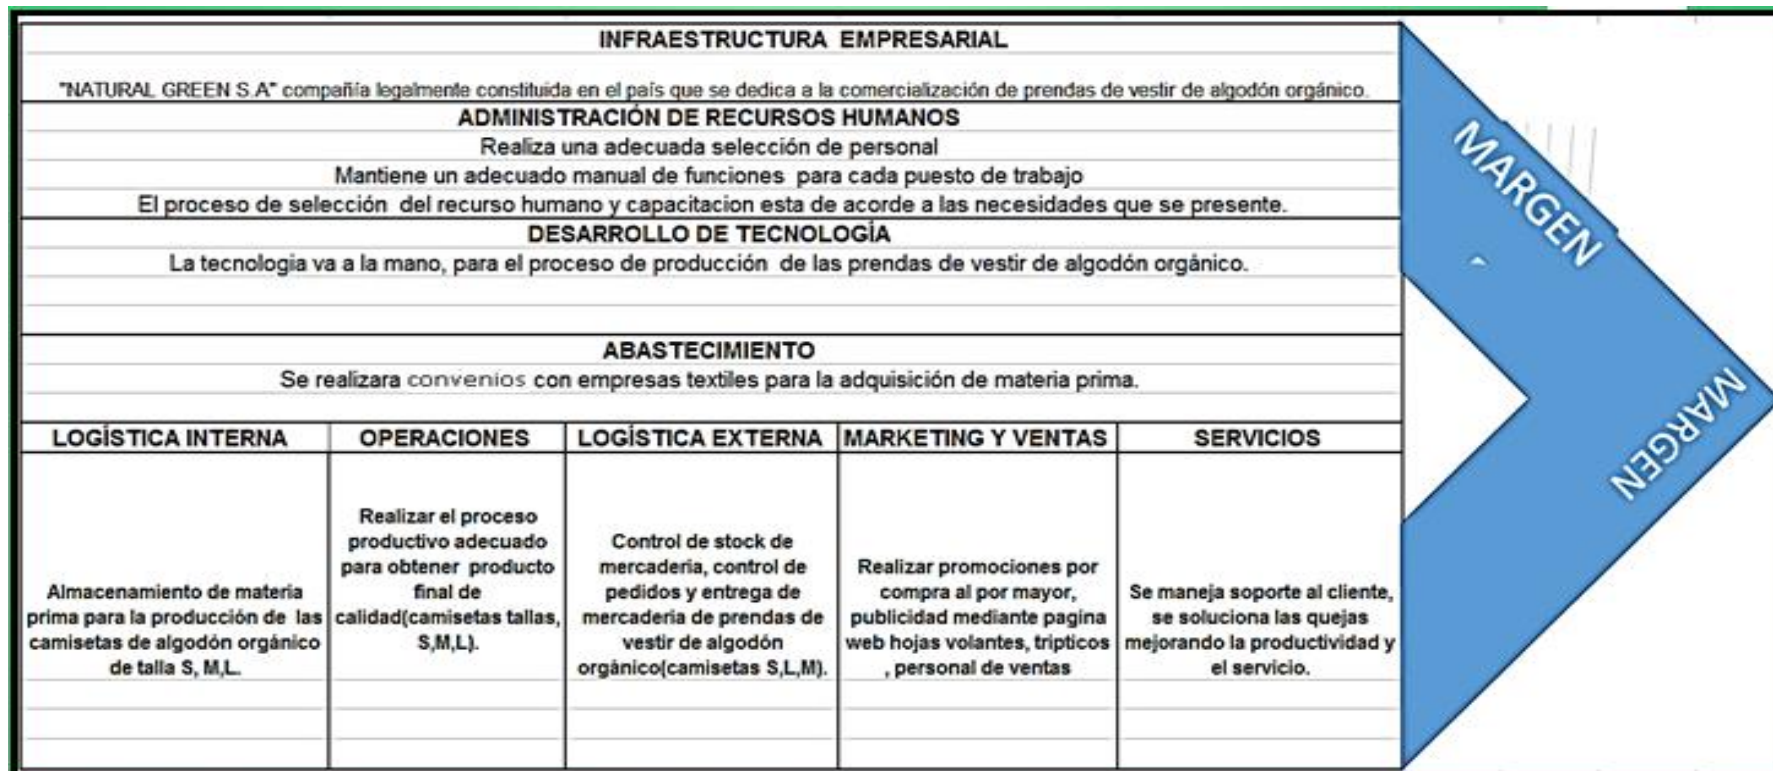 INFRAESTRUCTURA EMPRESARIAL
"NATURAL GREEN S.A" compañia legalmente constituida en el país que se dedica a la comercialización de prendas de vestir de algodón orgánico.
ADMINISTRACIÓN DE RECURSOS HUMANOS
Realiza una adecuada selección de personal
Mantiene un adecuado manual de funciones para cada puesto de trabajo
El proceso de selección del recurso humano y capacitacion esta de acorde a las necesidades que se presente.
DESARROLLO DE TECNOLOGÍA
La tecnologia va a la mano, para el proceso de producción de las prendas de vestir de algodón orgánico.
ABASTECIMIENTO
Se realizara convenios con empresas textiles para la adquisición de materia prima.
LOGÍSTICA INTERNA
Almacenamiento de materia
prima para la producción de las
camisetas de algodón orgánico
de talla S, M,L.
OPERACIONES
Realizar el proceso
productivo adecuado
para obtener producto
final de
calidad(camisetas tallas,
S,M,L).
LOGÍSTICA EXTERNA
Control de stock de
mercaderia, control de
pedidos y entrega de
mercaderia de prendas de
vestir de algodón
orgánico(camisetas S,L,M).
MARKETING Y VENTAS
Realizar promociones por
compra al por mayor,
publicidad mediante pagina
web hojas volantes, tripticos
, personal de ventas
SERVICIOS
Se maneja soporte al cliente,
se soluciona las quejas
mejorando la productividad y
el servicio.
MARGEN
MARGEN